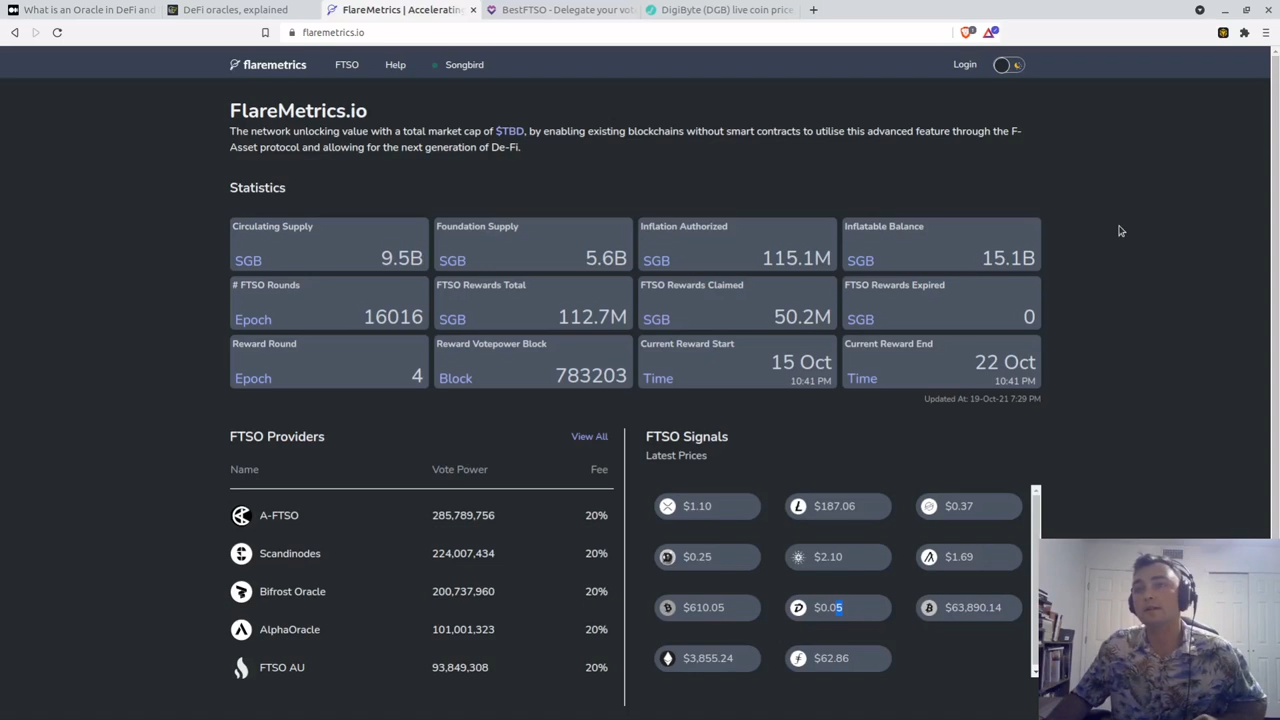 What is an Oracle in DeFi and
DeFi oracles, explained
FlareMetrics | Accelerating
BestFTSO - Delegate your vot
DigiByte (DGB) live coin price
flaremetrics.io
flaremetrics
FTSO
Help
Songbird
Login
FlareMetrics.io
The network unlocking value with a total market cap of $TBD, by enabling existing blockchains without smart contracts to utilise this advanced feature through the F-
Asset protocol and allowing for the next generation of De-Fi.
Statistics
Circulating Supply
SGB 9.5B
Foundation Supply
SGB 5.6B
Inflation Authorized
SGB 115.1M
Inflatable Balance
SGB 15.1B
# FTSO Rounds
Epoch 16016
FTSO Rewards Total
SGB 112.7M
FTSO Rewards Claimed
SGB 50.2M
FTSO Rewards Expired
SGB 0
Reward Round
Epoch 4
Reward Votepower Block
Block 783203
Current Reward Start
15 Oct
Time 10:41 PM
Current Reward End
22 Oct
Time 10:41 PM
Updated At: 19-Oct-21 7:29 PM
FTSO Providers View All
Name Vote Power Fee
A-FTSO 285,789,756 20%
Scandinodes 224,007,434 20%
Bifrost Oracle 200,737,960 20%
AlphaOracle 101,001,323 20%
FTSO AU 93,849,308 20%
FTSO Signals
Latest Prices
$1.10 $187.06 $0.37
$0.25 $2.10 $1.69
$610.05 $0.05 $63,890.14
$3,855.24 $62.86